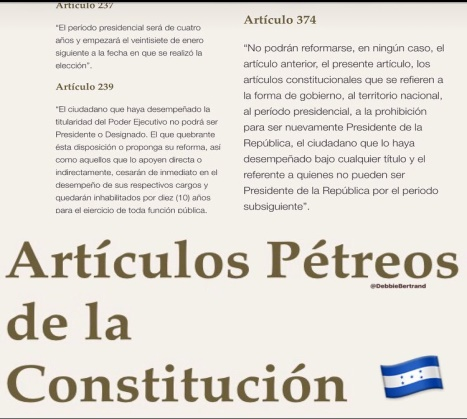 Artículo 237
“El período presidencial será de cuatro
años y empezará el veintisiete de enero
siguiente a la fecha en que se realizó la
elección”.
Artículo 239
“El ciudadano que haya desempeñado la
titularidad del Poder Ejecutivo no podrá ser
Presidente o Designado. El que quebrante
ésta disposición o proponga su reforma, así
como aquellos que lo apoyen directa o
indirectamente, cesarán de inmediato en el
desempeño de sus respectivos cargos y
quedarán inhabilitados por diez (10) años
para el ejercicio de toda función pública.
Artículo 374
“No podrán reformarse, en ningún caso, el
artículo anterior, el presente artículo, los
artículos constitucionales que se refieren a
la forma de gobierno, al territorio nacional,
al período presidencial, a la prohibición
para ser nuevamente Presidente de la
República, el ciudadano que lo haya
desempeñado bajo cualquier título y el
referente a quienes no pueden ser
Presidente de la República por el periodo
subsiguiente”.
Artículos Pétreos
@DebbieBertrand
de la
Constitución